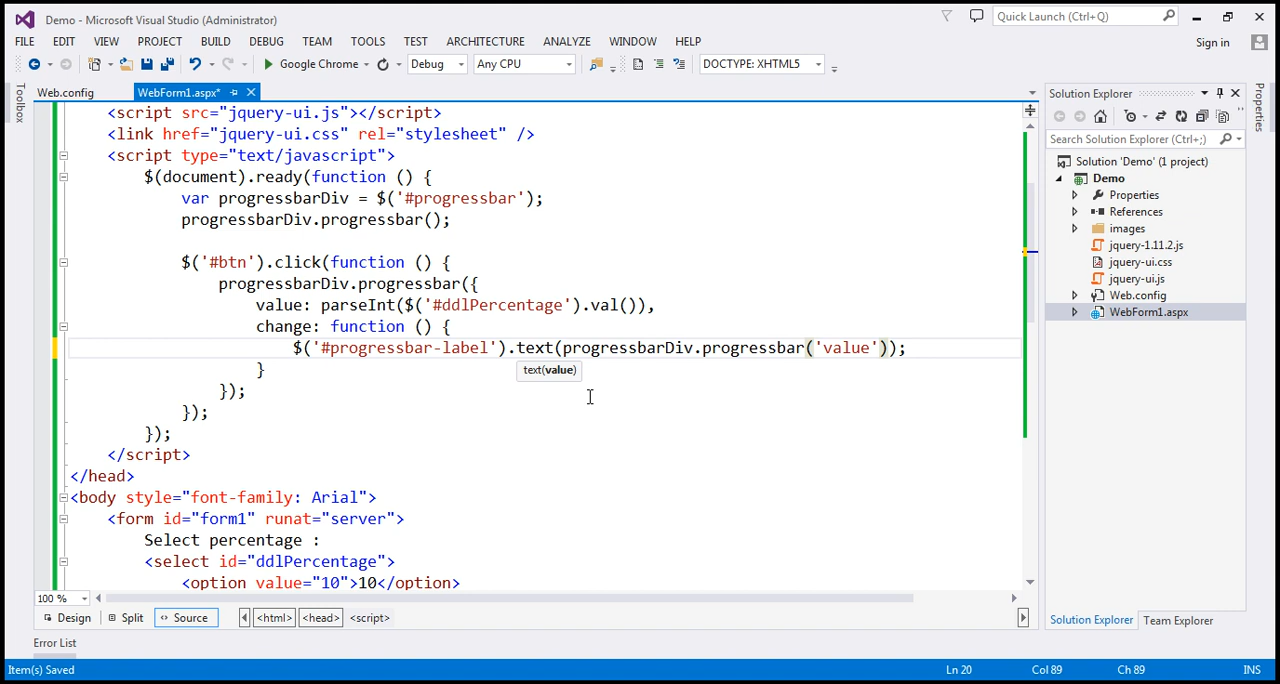 Demo - Microsoft Visual Studio (Administrator)
Quick Launch (Ctrl+Q)
FILE EDIT VIEW PROJECT BUILD DEBUG TEAM TOOLS TEST ARCHITECTURE ANALYZE WINDOW HELP
Sign in
Google Chrome Debug Any CPU DOCTYPE: XHTML5
Toolbox
Web.config WebForm1.aspx*
<script src="jquery-ui.js"></script>
<link href="jquery-ui.css" rel="stylesheet" />
<script type="text/javascript">
$(document).ready(function () {
var progressbarDiv = $('#progressbar');
progressbarDiv.progressbar();
$('#btn').click(function () {
progressbarDiv.progressbar({
value: parseInt($('#ddlPercentage').val()),
change: function () {
$('#progressbar-label').text(progressbarDiv.progressbar('value'));
}
text(value)
});
});
});
</script>
</head>
<body style="font-family: Arial">
<form id="form1" runat="server">
Select percentage :
<select id="ddlPercentage">
<option value="10">10</option>
100 %
Design Split Source <html> <head> <script>
Error List
Solution Explorer
Search Solution Explorer (Ctrl+;)
Solution 'Demo' (1 project)
Demo
Properties
References
images
jquery-1.11.2.js
jquery-ui.css
jquery-ui.js
Web.config
WebForm1.aspx
Solution Explorer Team Explorer
Properties
Item(s) Saved Ln 20 Col 89 Ch 89 INS